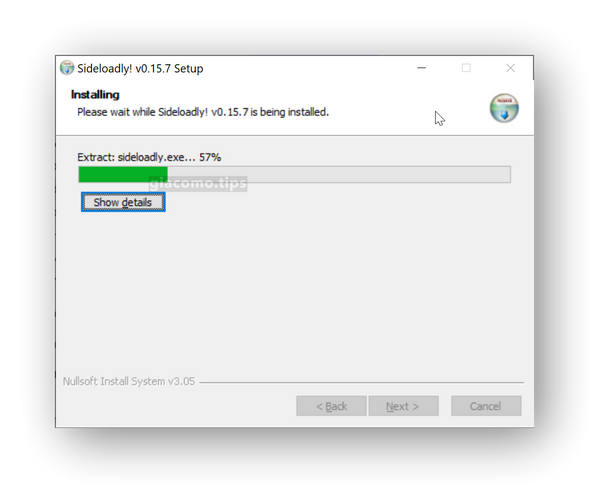 Sideloadly! v0.15.7 Setup
Installing
Please wait while Sideloadly! v0.15.7 is being installed.
Extract: sideloadly.exe... 57%
giacomo.tips
Show details
Nullsoft Install System v3.05
< Back
Next >
Cancel